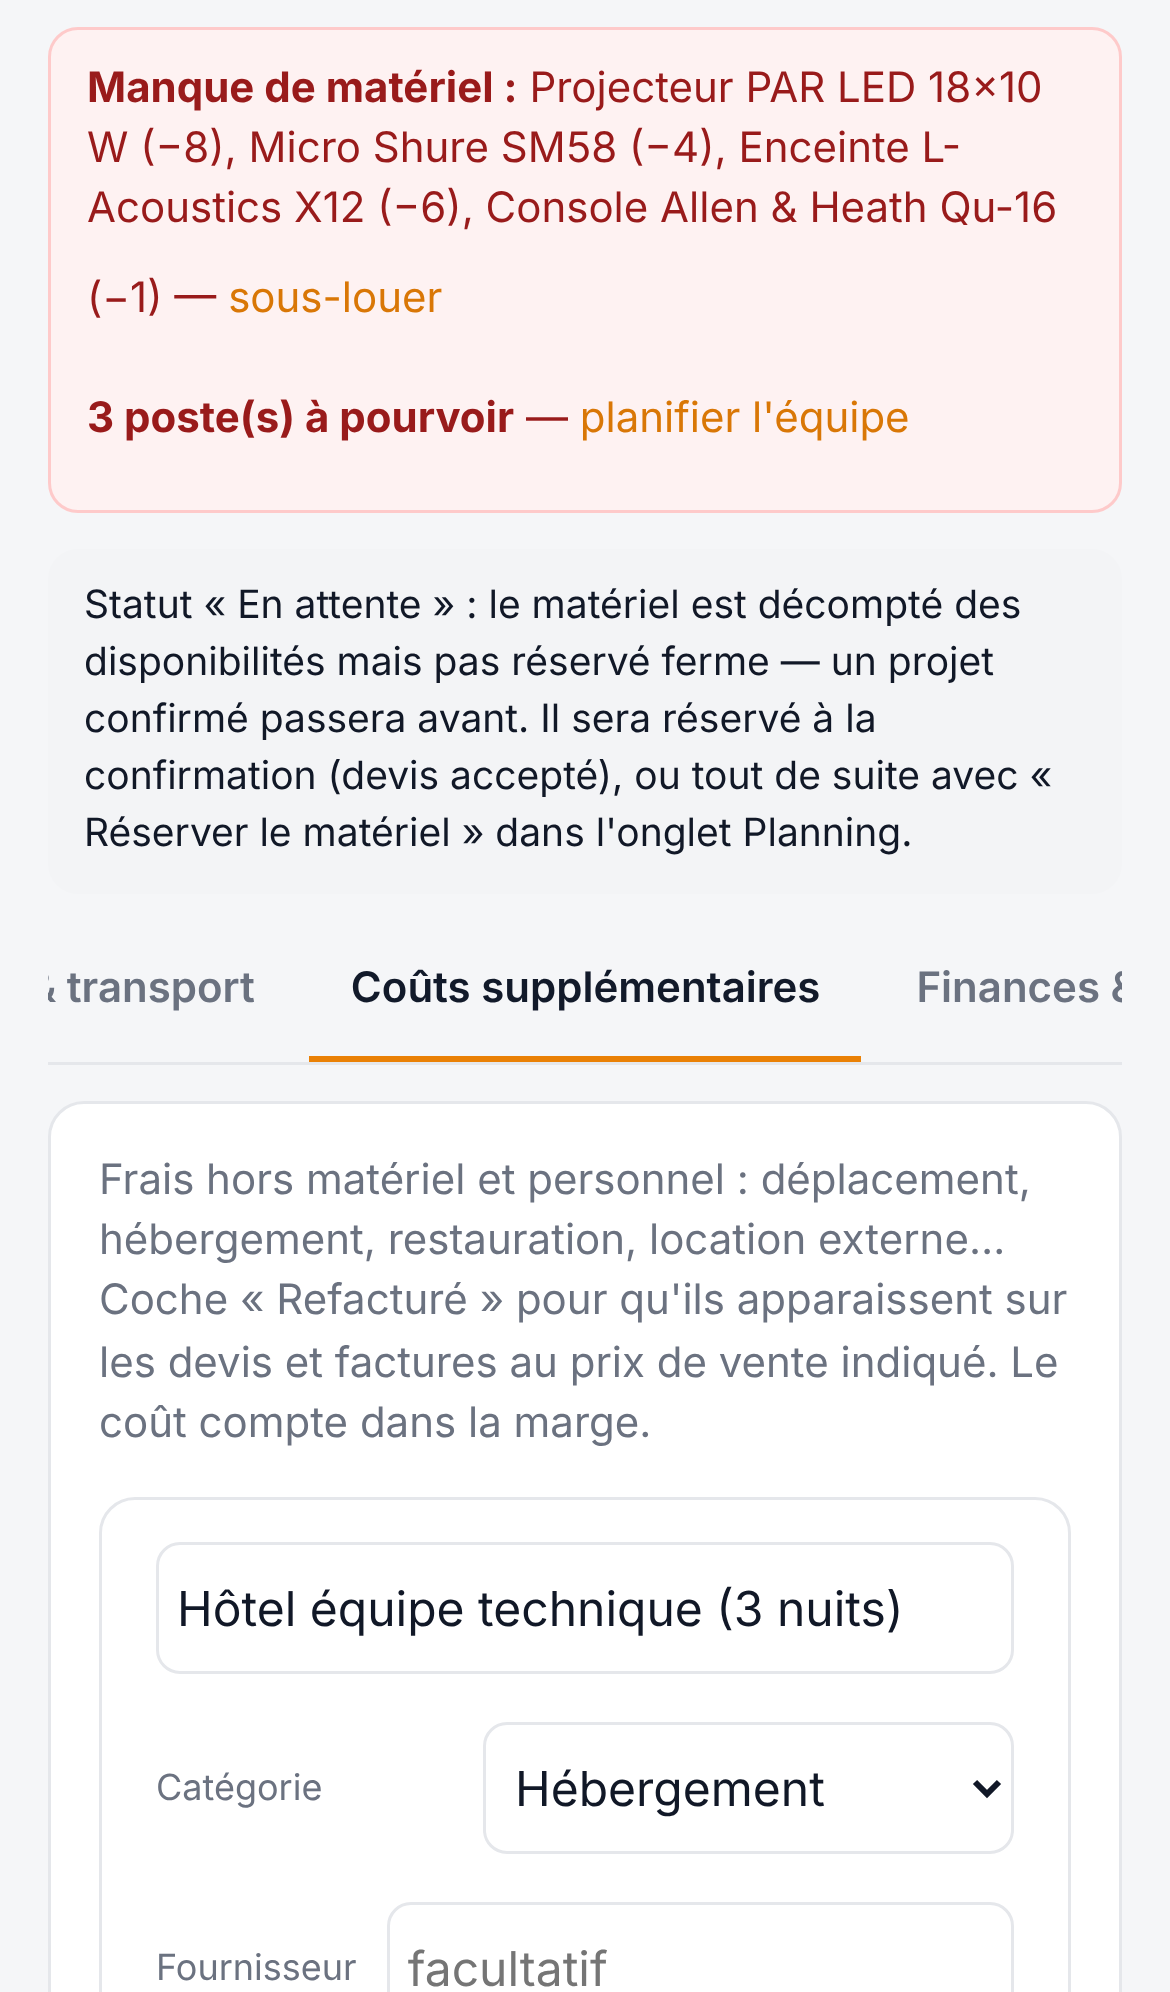 Manque de matériel : Projecteur PAR LED 18×10
W (−8), Micro Shure SM58 (−4), Enceinte L-
Acoustics X12 (−6), Console Allen & Heath Qu-16
(−1) — sous-louer
3 poste(s) à pourvoir — planifier l'équipe
Statut « En attente » : le matériel est décompté des
disponibilités mais pas réservé ferme — un projet
confirmé passera avant. Il sera réservé à la
confirmation (devis accepté), ou tout de suite avec «
Réserver le matériel » dans l'onglet Planning.
& transport Coûts supplémentaires Finances &
Frais hors matériel et personnel : déplacement,
hébergement, restauration, location externe…
Coche « Refacturé » pour qu'ils apparaissent sur
les devis et factures au prix de vente indiqué. Le
coût compte dans la marge.
Hôtel équipe technique (3 nuits)
Catégorie Hébergement
Fournisseur facultatif